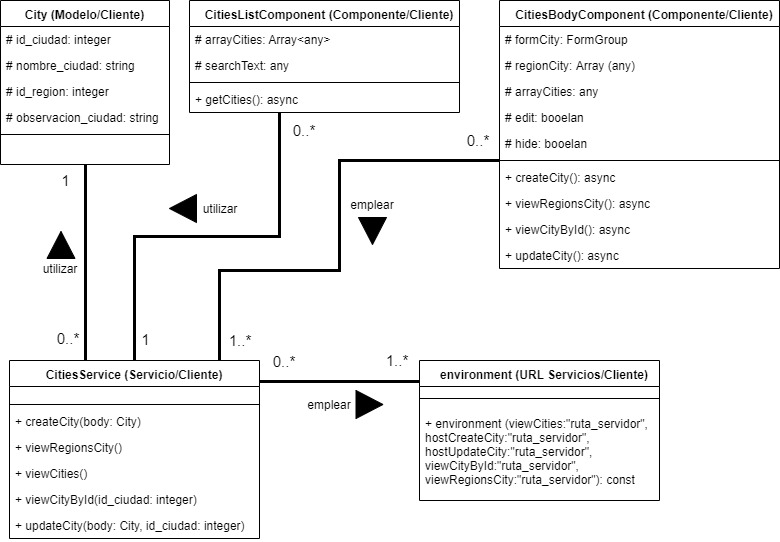 City (Modelo/Cliente)
# id_ciudad: integer
# nombre_ciudad: string
# id_region: integer
# observacion_ciudad: string
CitiesListComponent (Componente/Cliente)
# arrayCities: Array<any>
# searchText: any
+ getCities(): async
CitiesBodyComponent (Componente/Cliente)
# formCity: FormGroup
# regionCity: Array (any)
# arrayCities: any
# edit: booelan
# hide: booelan
+ createCity(): async
+ viewRegionsCity(): async
+ viewCityById(): async
+ updateCity(): async
0..*
0..*
1
utilizar
emplear
utilizar
0..*
1
1..*
CitiesService (Servicio/Cliente)
+ createCity(body: City)
+ viewRegionsCity()
+ viewCities()
+ viewCityById(id_ciudad: integer)
+ updateCity(body: City, id_ciudad: integer)
0..*
1..*
emplear
environment (URL Servicios/Cliente)
+ environment (viewCities:"ruta_servidor",
hostCreateCity:"ruta_servidor",
hostUpdateCity:"ruta_servidor",
viewCityById:"ruta_servidor",
viewRegionsCity:"ruta_servidor"): const